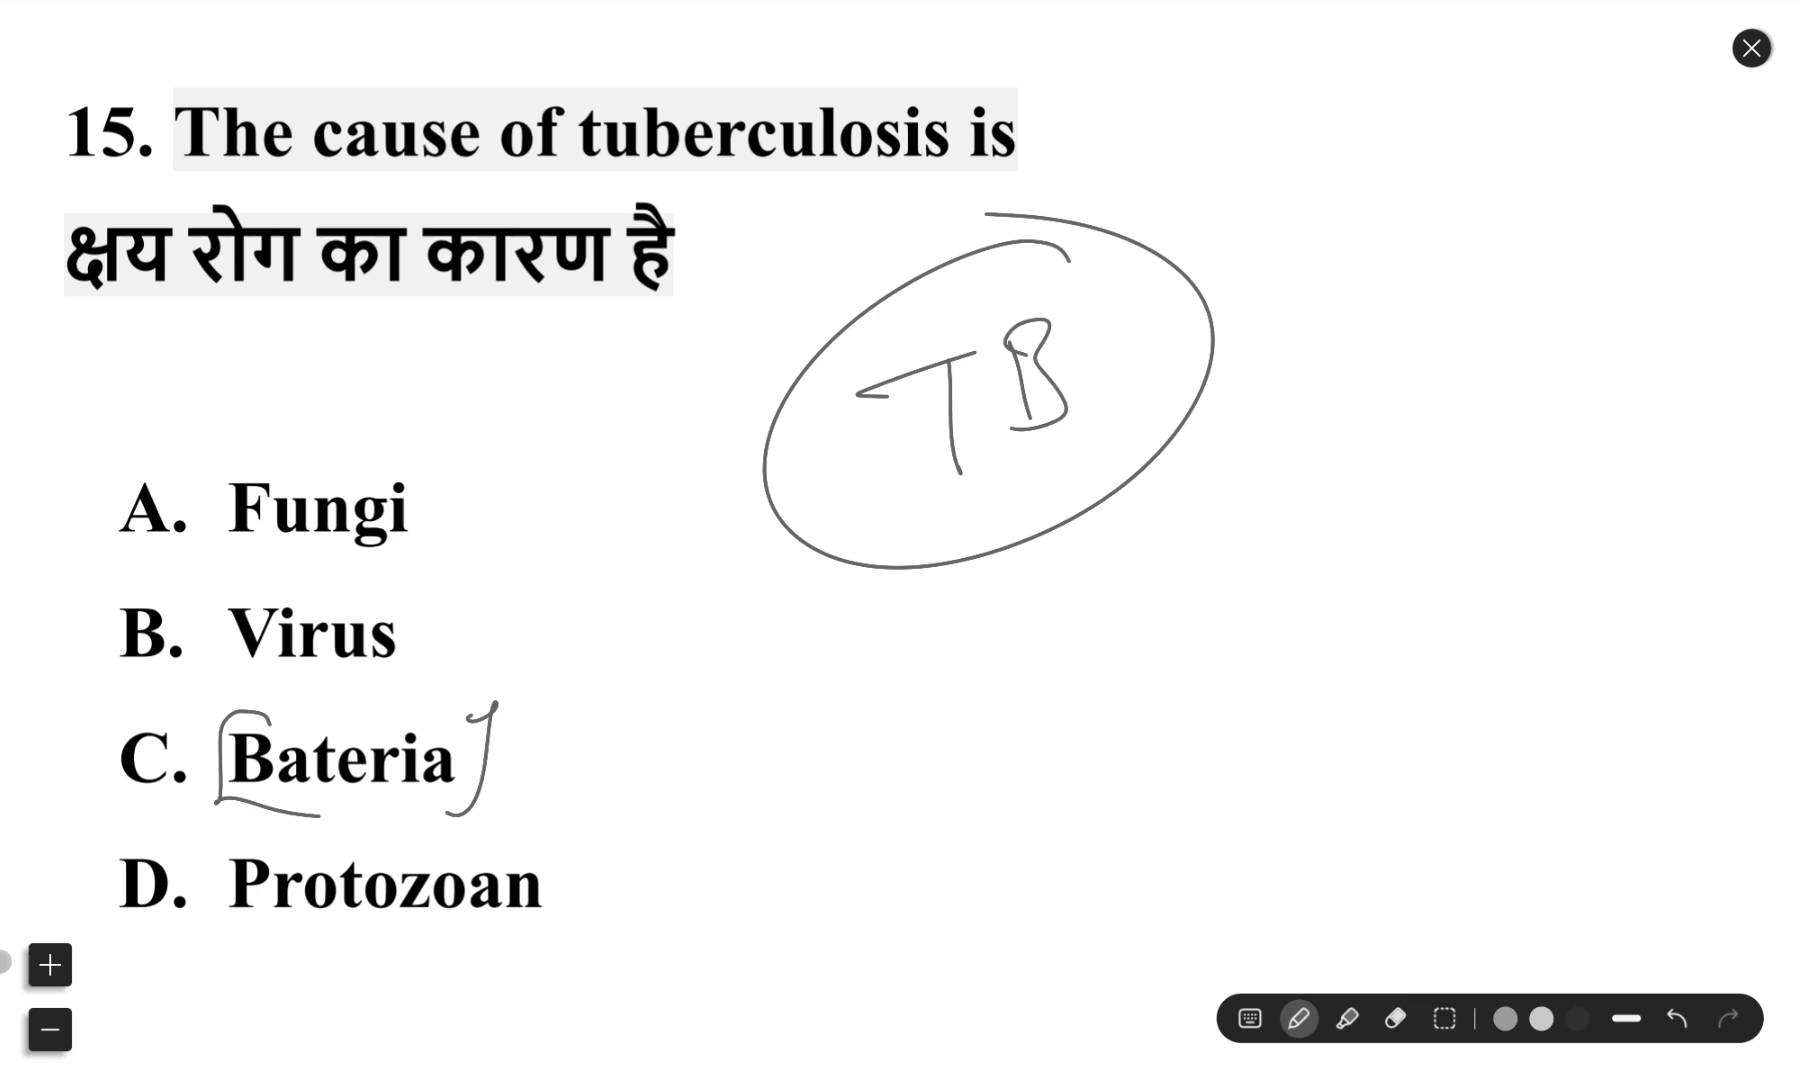 15. The cause of tuberculosis is
क्षय रोग का कारण है
TB
A. Fungi
B. Virus
C. Bateria
D. Protozoan